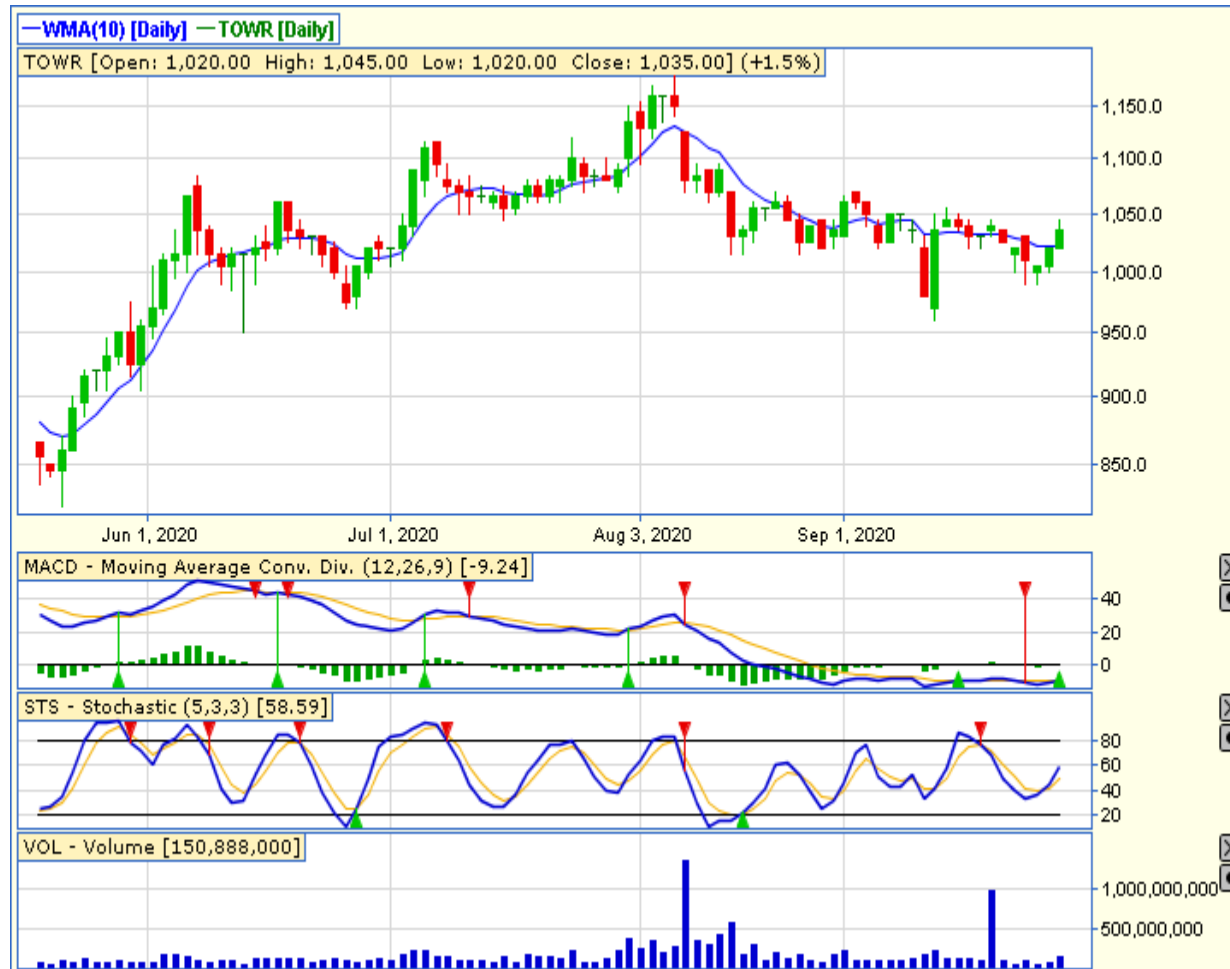 WMA(10) [Daily] TOWR [Daily]
TOWR [Open: 1,020.00 High: 1,045.00 Low: 1,020.00 Close: 1,035.00] (+1.5%)
1,150.0
1,100.0
1,050.0
1,000.0
950.0
900.0
850.0
Jun 1, 2020 Jul 1, 2020 Aug 3, 2020 Sep 1, 2020
MACD - Moving Average Conv. Div. (12,26,9) [-9.24]
40
20
0
STS - Stochastic (5,3,3) [58.59]
80
60
40
20
VOL - Volume [150,888,000]
1,000,000,000
500,000,000